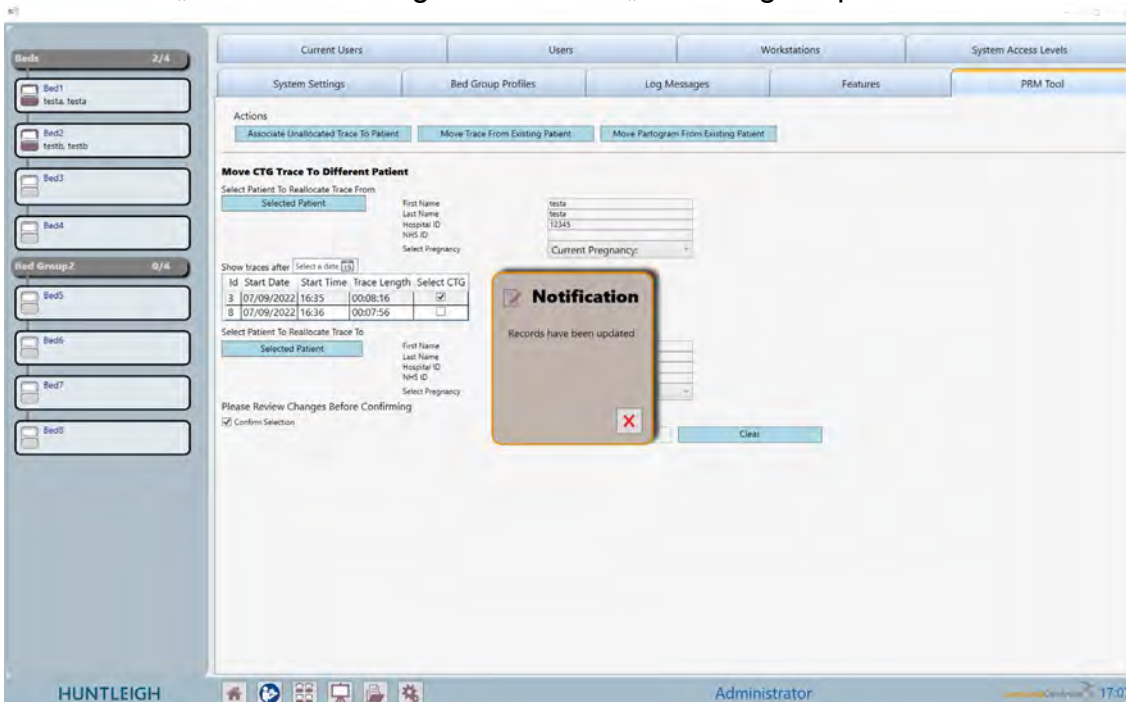 Beds 2/4
Bed1
testa, testa
Bed2
testb, testb
Bed3
Bed4
Bed Group2 0/4
Bed5
Bed6
Bed7
Bed8
HUNTLEIGH
Current Users
Users
Workstations
System Access Levels
System Settings
Bed Group Profiles
Log Messages
Features
PRM Tool
Actions
Associate Unallocated Trace To Patient
Move Trace From Existing Patient
Move Partogram From Existing Patient
Move CTG Trace To Different Patient
Select Patient To Reallocate Trace From
Selected Patient
First Name testa
Last Name testa
Hospital ID 12345
NHS ID
Select Pregnancy Current Pregnancy:
Show traces after Select a date 15
Id Start Date Start Time Trace Length Select CTG
3 07/09/2022 16:35 00:08:16
8 07/09/2022 16:36 00:07:56
Select Patient To Reallocate Trace To
Selected Patient
First Name
Last Name
Hospital ID
NHS ID
Select Pregnancy
Please Review Changes Before Confirming
Confirm Selection
Clear
Notification
Records have been updated
X
Administrator
17:07